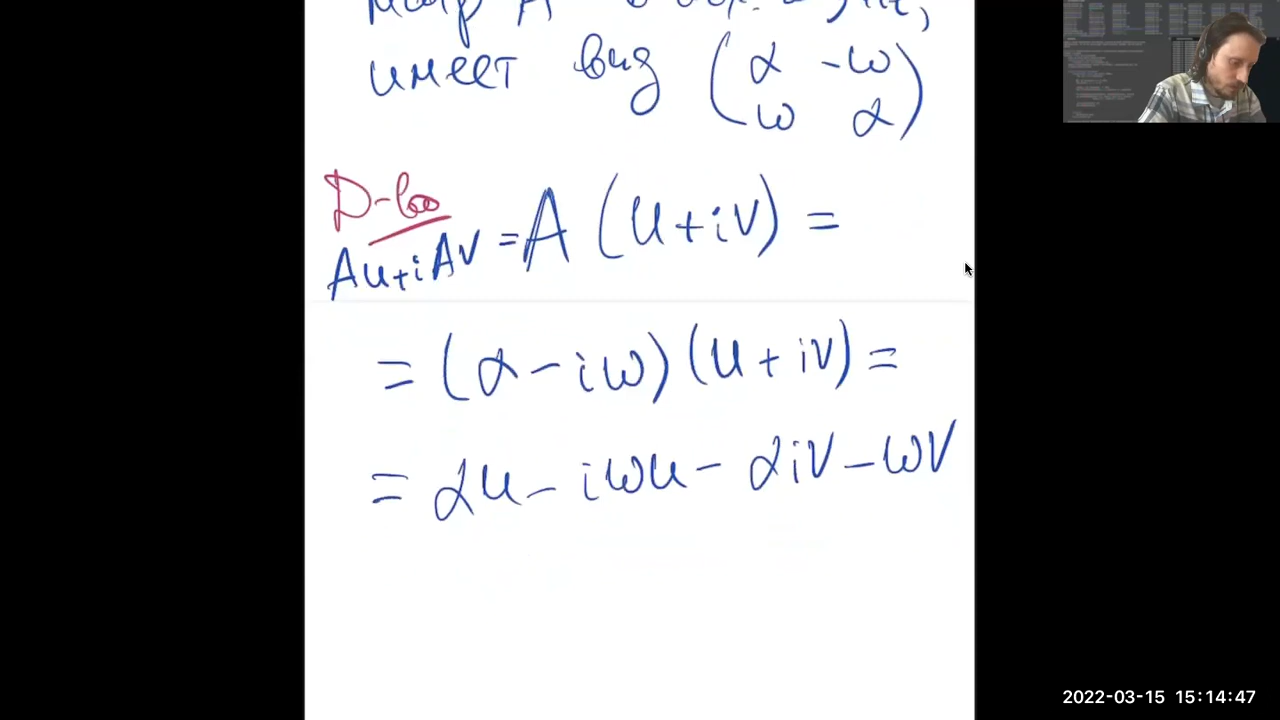 имеет вид ( α -ω
ω α )
Д-во
Au+iAv = A (u+iv) =
= (α - iω) (u + iv) =
= αu - iωu - αiv - ωv
2022-03-15 15:14:47